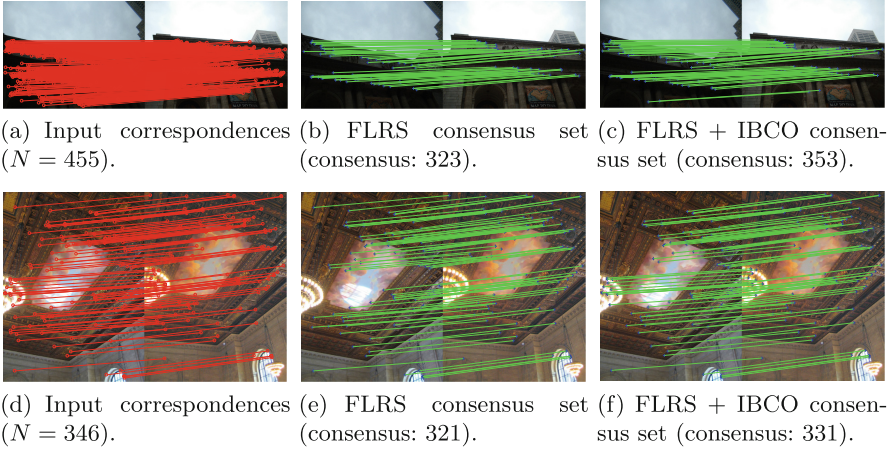 (a) Input correspondences
(N = 455).
(b) FLRS consensus set
(consensus: 323).
(c) FLRS + IBCO consen-
sus set (consensus: 353).
(d) Input correspondences
(N = 346).
(e) FLRS consensus set
(consensus: 321).
(f) FLRS + IBCO consen-
sus set (consensus: 331).